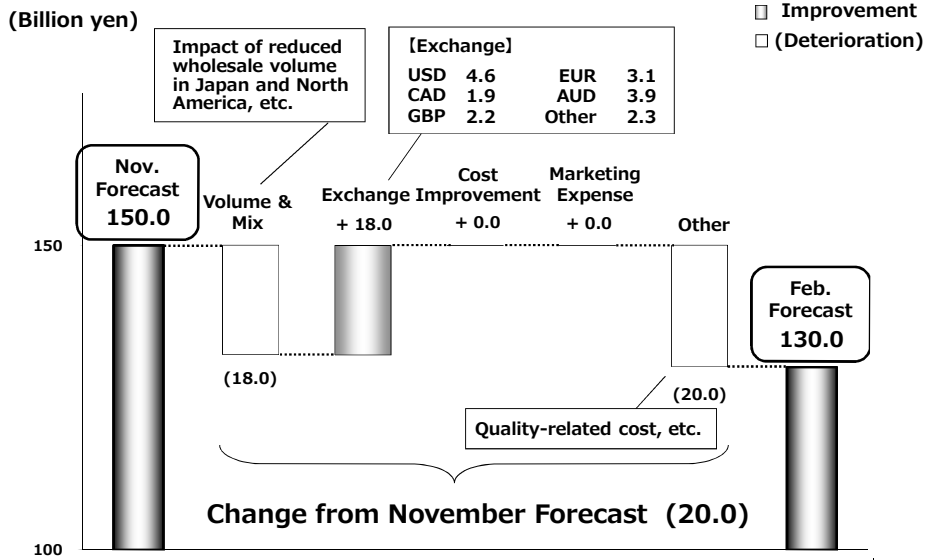 (Billion yen)
Improvement
(Deterioration)
Impact of reduced
wholesale volume
in Japan and North
America, etc.
【Exchange】
USD 4.6 EUR 3.1
CAD 1.9 AUD 3.9
GBP 2.2 Other 2.3
Nov.
Forecast
150.0
Volume &
Mix
Exchange
+ 18.0
Cost
Improvement
+ 0.0
Marketing
Expense
+ 0.0
Other
150
Feb.
Forecast
130.0
(18.0)
(20.0)
Quality-related cost, etc.
Change from November Forecast (20.0)
100